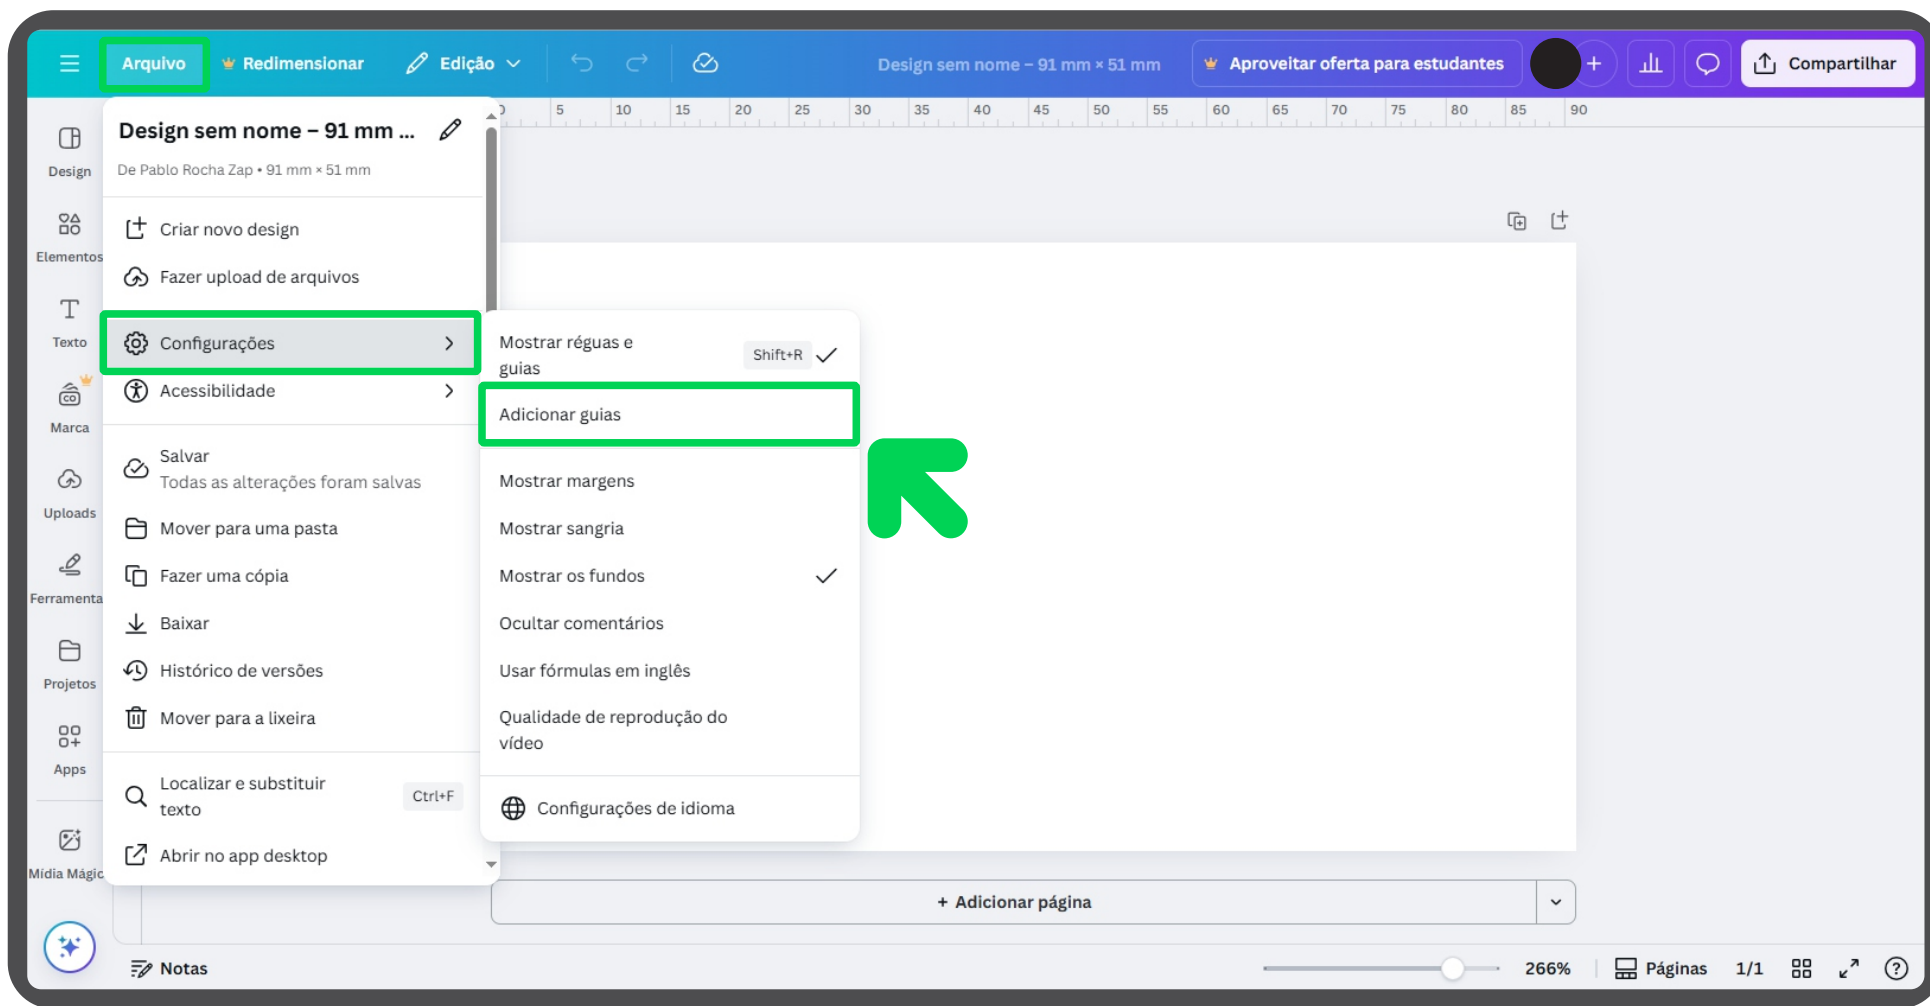 Arquivo
Redimensionar
Edição
Design sem nome – 91 mm × 51 mm
Aproveitar oferta para estudantes
Compartilhar
0 5 10 15 20 25 30 35 40 45 50 55 60 65 70 75 80 85 90
Design
Elementos
Texto
Marca
Uploads
Ferramenta
Projetos
Apps
Mídia Mágic
Design sem nome – 91 mm ...
De Pablo Rocha Zap • 91 mm × 51 mm
Criar novo design
Fazer upload de arquivos
Configurações
Acessibilidade
Salvar
Todas as alterações foram salvas
Mover para uma pasta
Fazer uma cópia
Baixar
Histórico de versões
Mover para a lixeira
Localizar e substituir
texto
Ctrl+F
Abrir no app desktop
Mostrar réguas e
guias
Shift+R
Adicionar guias
Mostrar margens
Mostrar sangria
Mostrar os fundos
Ocultar comentários
Usar fórmulas em inglês
Qualidade de reprodução do
vídeo
Configurações de idioma
+ Adicionar página
Notas
266%
Páginas
1/1